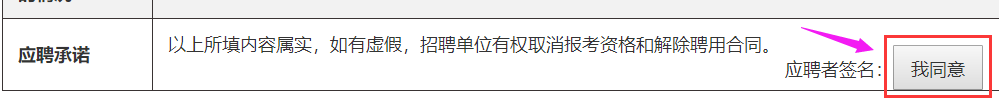 应聘承诺
以上所填内容属实，如有虚假，招聘单位有权取消报考资格和解除聘用合同。
应聘者签名：
我同意